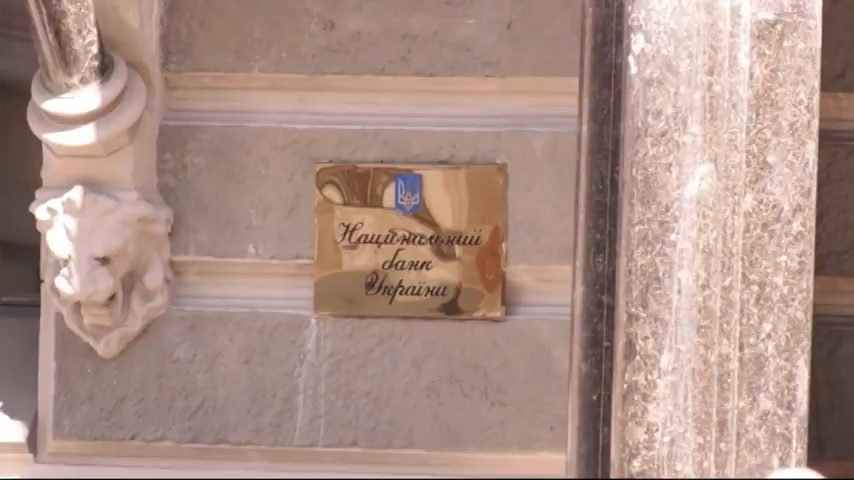 Національний
банк
України